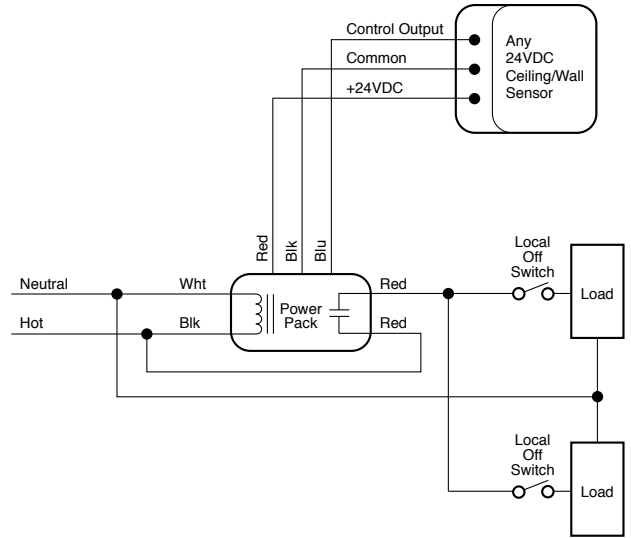 Control Output
Common
+24VDC
Any
24VDC
Ceiling/Wall
Sensor
Red
Blk
Blu
Neutral
Wht
Hot
Blk
Power
Pack
Red
Red
Local
Off
Switch
Load
Local
Off
Switch
Load